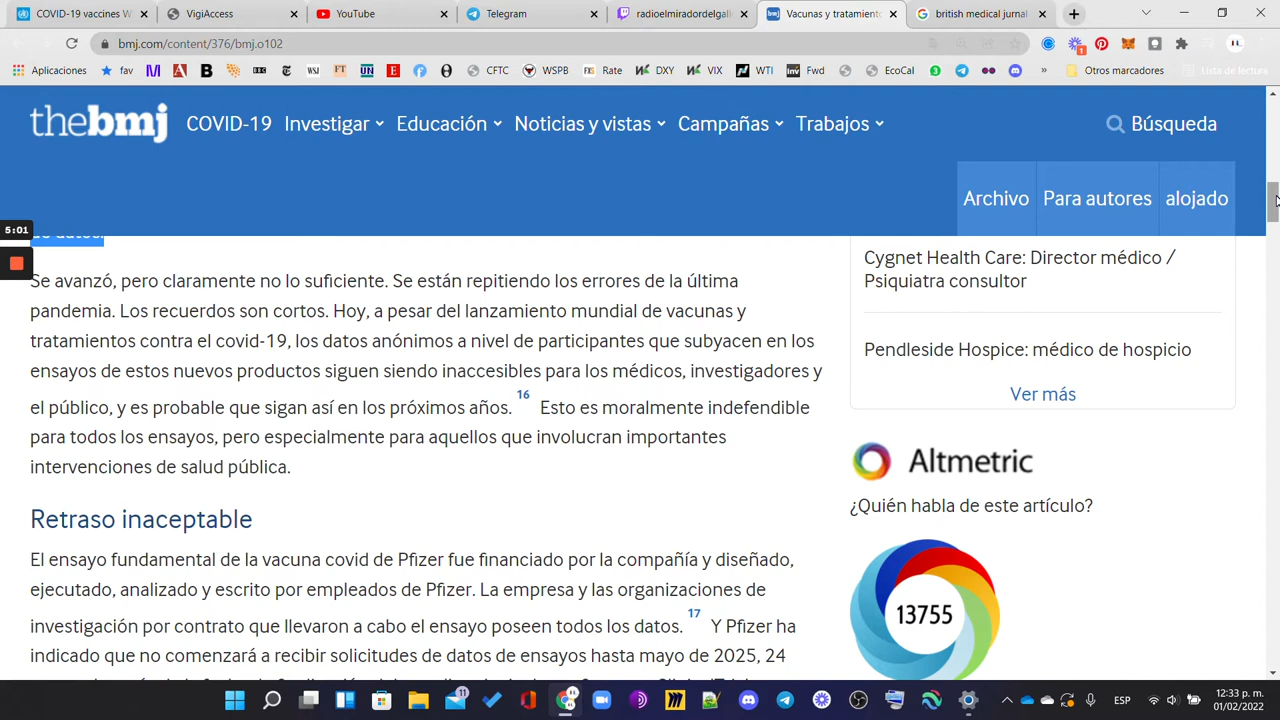 COVID-19 vaccines W
VigiAccess
YouTube
Telegram
radioelmiradordelgall
Vacunas y tratamiento
british medical jurnal
bmj.com/content/376/bmj.o102
1
Aplicaciones
fav
CFTC
WSPB
Rate
DXY
VIX
WTI
Fwd
EcoCal
Otros marcadores
Lista de lectura
thebmj
COVID-19
Investigar
Educación
Noticias y vistas
Campañas
Trabajos
Búsqueda
Archivo
Para autores
alojado
5:01
Se avanzó, pero claramente no lo suficiente. Se están repitiendo los errores de la última
pandemia. Los recuerdos son cortos. Hoy, a pesar del lanzamiento mundial de vacunas y
tratamientos contra el covid-19, los datos anónimos a nivel de participantes que subyacen en los
ensayos de estos nuevos productos siguen siendo inaccesibles para los médicos, investigadores y
el público, y es probable que sigan así en los próximos años. 16 Esto es moralmente indefendible
para todos los ensayos, pero especialmente para aquellos que involucran importantes
intervenciones de salud pública.
Retraso inaceptable
El ensayo fundamental de la vacuna covid de Pfizer fue financiado por la compañía y diseñado,
ejecutado, analizado y escrito por empleados de Pfizer. La empresa y las organizaciones de
investigación por contrato que llevaron a cabo el ensayo poseen todos los datos. 17 Y Pfizer ha
indicado que no comenzará a recibir solicitudes de datos de ensayos hasta mayo de 2025, 24
Cygnet Health Care: Director médico /
Psiquiatra consultor
Pendleside Hospice: médico de hospicio
Ver más
Altmetric
¿Quién habla de este artículo?
13755
11
ESP
12:33 p. m.
01/02/2022